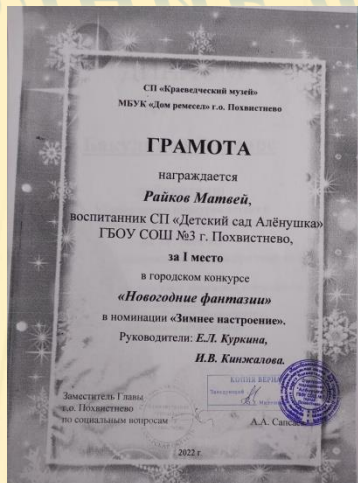 СП «Краеведческий музей»
МБУК «Дом ремесел» г.о. Похвистнево
ГРАМОТА
награждается
Райков Матвей,
воспитанник СП «Детский сад Алёнушка»
ГБОУ СОШ №3 г. Похвистнево,
за I место
в городском конкурсе
«Новогодние фантазии»
в номинации «Зимнее настроение».
Руководители: Е.Л. Куркина,
И.В. Кинжалова.
КОПИЯ ВЕРНА
Заместитель Главы
г.о. Похвистнево
по социальным вопросам
А.А.
2022 г